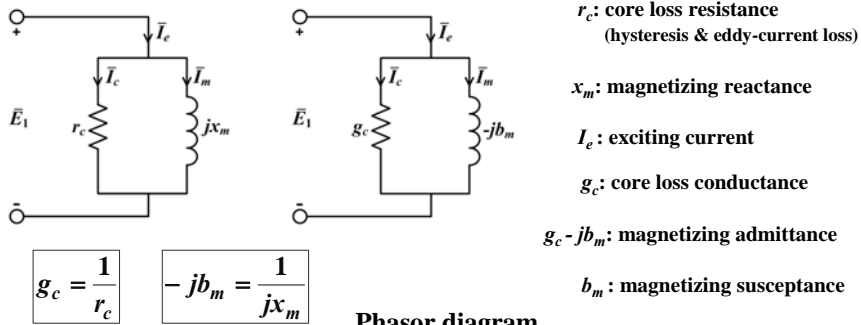 Ī_e
Ī_c
Ī_m
Ē_1
r_c
jx_m
+
-
Ī_e
Ī_c
Ī_m
Ē_1
g_c
-jb_m
+
-
r_c: core loss resistance
(hysteresis & eddy-current loss)
x_m: magnetizing reactance
I_e : exciting current
g_c: core loss conductance
g_c - jb_m: magnetizing admittance
b_m : magnetizing susceptance
g_c = 1/r_c
-jb_m = 1/jx_m
Phasor diagram